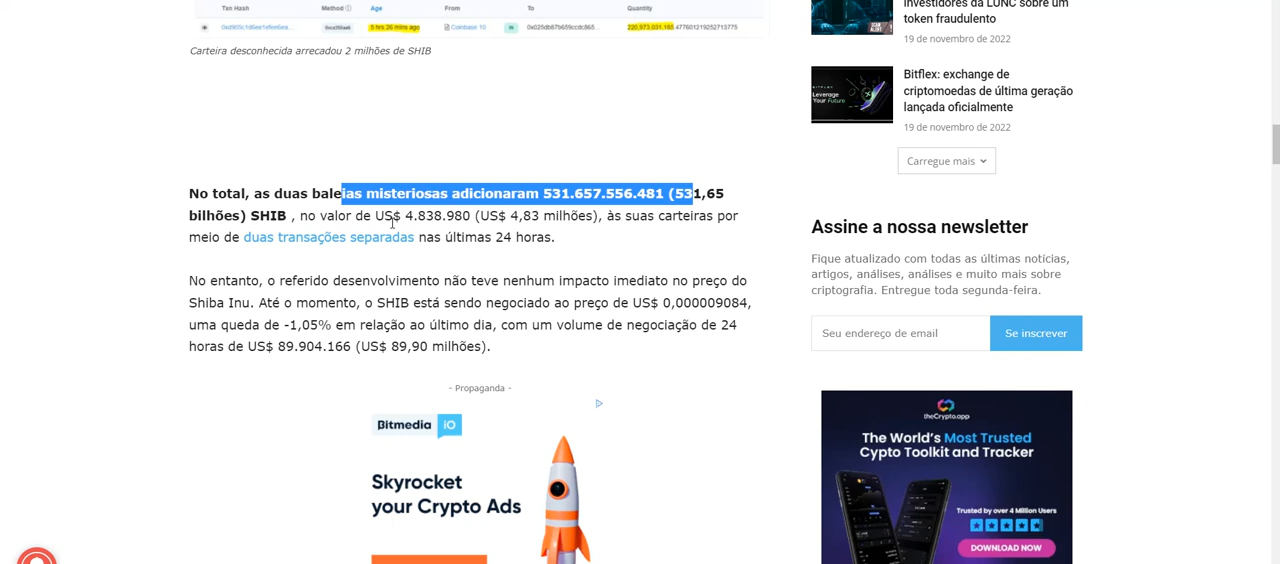 Txn Hash Method Age From To Quantity
5 hrs 26 mins ago Coinbase 10 IN
Carteira desconhecida arrecadou 2 milhões de SHIB
No total, as duas baleias misteriosas adicionaram 531.657.556.481 (531,65
bilhões) SHIB , no valor de US$ 4.838.980 (US$ 4,83 milhões), às suas carteiras por
meio de duas transações separadas nas últimas 24 horas.
No entanto, o referido desenvolvimento não teve nenhum impacto imediato no preço do
Shiba Inu. Até o momento, o SHIB está sendo negociado ao preço de US$ 0,000009084,
uma queda de -1,05% em relação ao último dia, com um volume de negociação de 24
horas de US$ 89.904.166 (US$ 89,90 milhões).
- Propaganda -
Bitmedia IO
Skyrocket
your Crypto Ads
investidores da LUNC sobre um
token fraudulento
19 de novembro de 2022
BITFLEX
Leverage
Your Future
Bitflex: exchange de
criptomoedas de última geração
lançada oficialmente
19 de novembro de 2022
Carregue mais
Assine a nossa newsletter
Fique atualizado com todas as últimas notícias,
artigos, análises, análises e muito mais sobre
criptografia. Entregue toda segunda-feira.
Seu endereço de email Se inscrever
theCrypto.app
The World's Most Trusted
Cypto Toolkit and Tracker
Trusted by over 4 Million Users
DOWNLOAD NOW